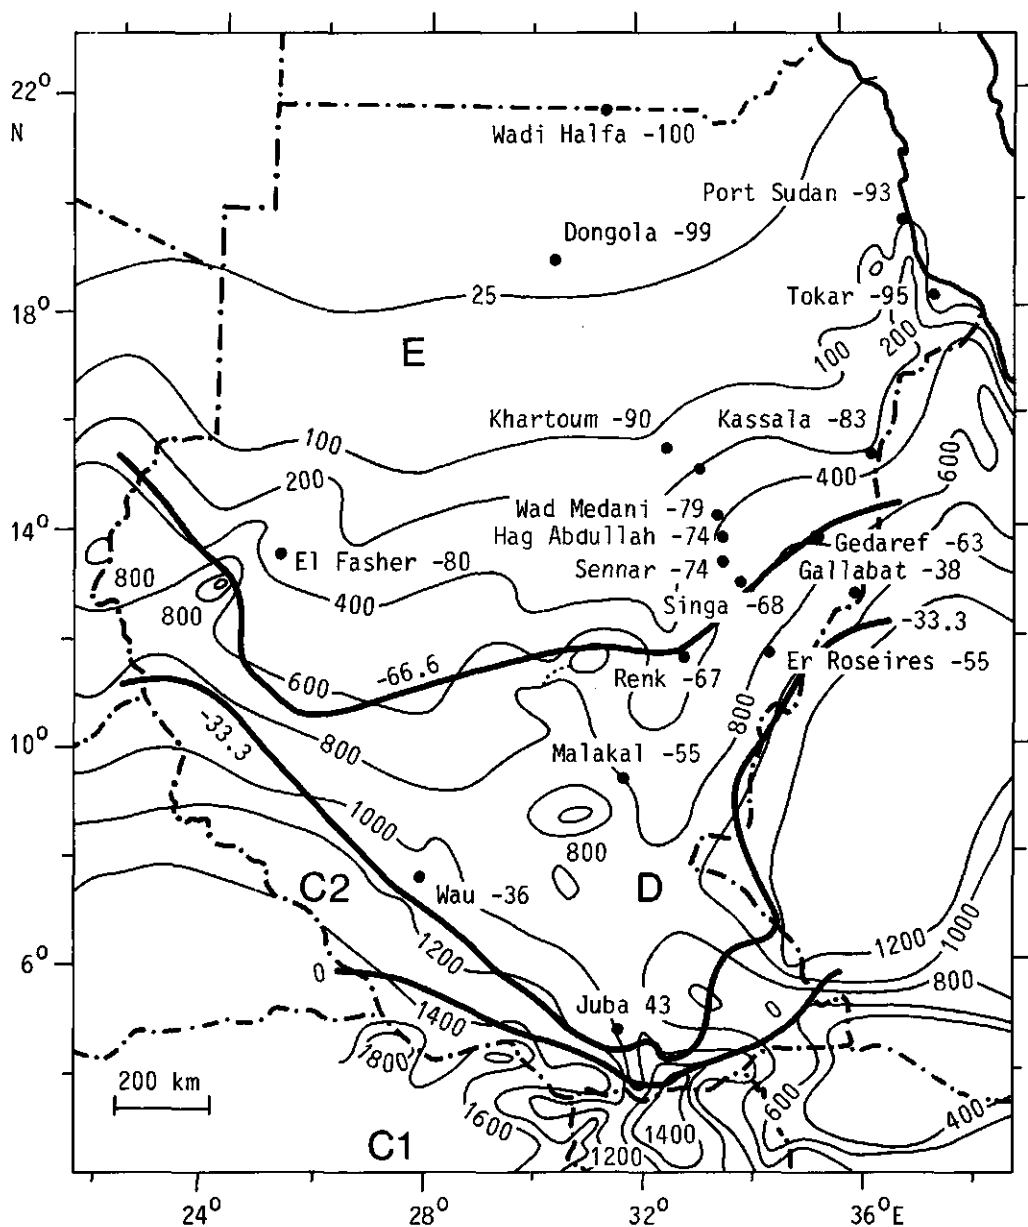 22°
N
Wadi Halfa -100
Port Sudan -93
Dongola -99
Tokar -95
25
18°
E
100
200
Khartoum -90
Kassala -83
100
600
400
200
Wad Medani -79
14°
Hag Abdullah -74
Gedaref -63
El Fasher -80
Sennar -74
Gallabat -38
800
800
400
Singa -68
-33.3
600
-66.6
Renk -67
Er Roseires -55
800
-33.3
10°
800
Malakal -55
1000
800
C2
Wau -36
D
1200
1200
1000
6°
0
800
Juba 43
0
1400
1800
200 km
600
400
1600
1400
C1
1200
24°
28°
32°
36°E